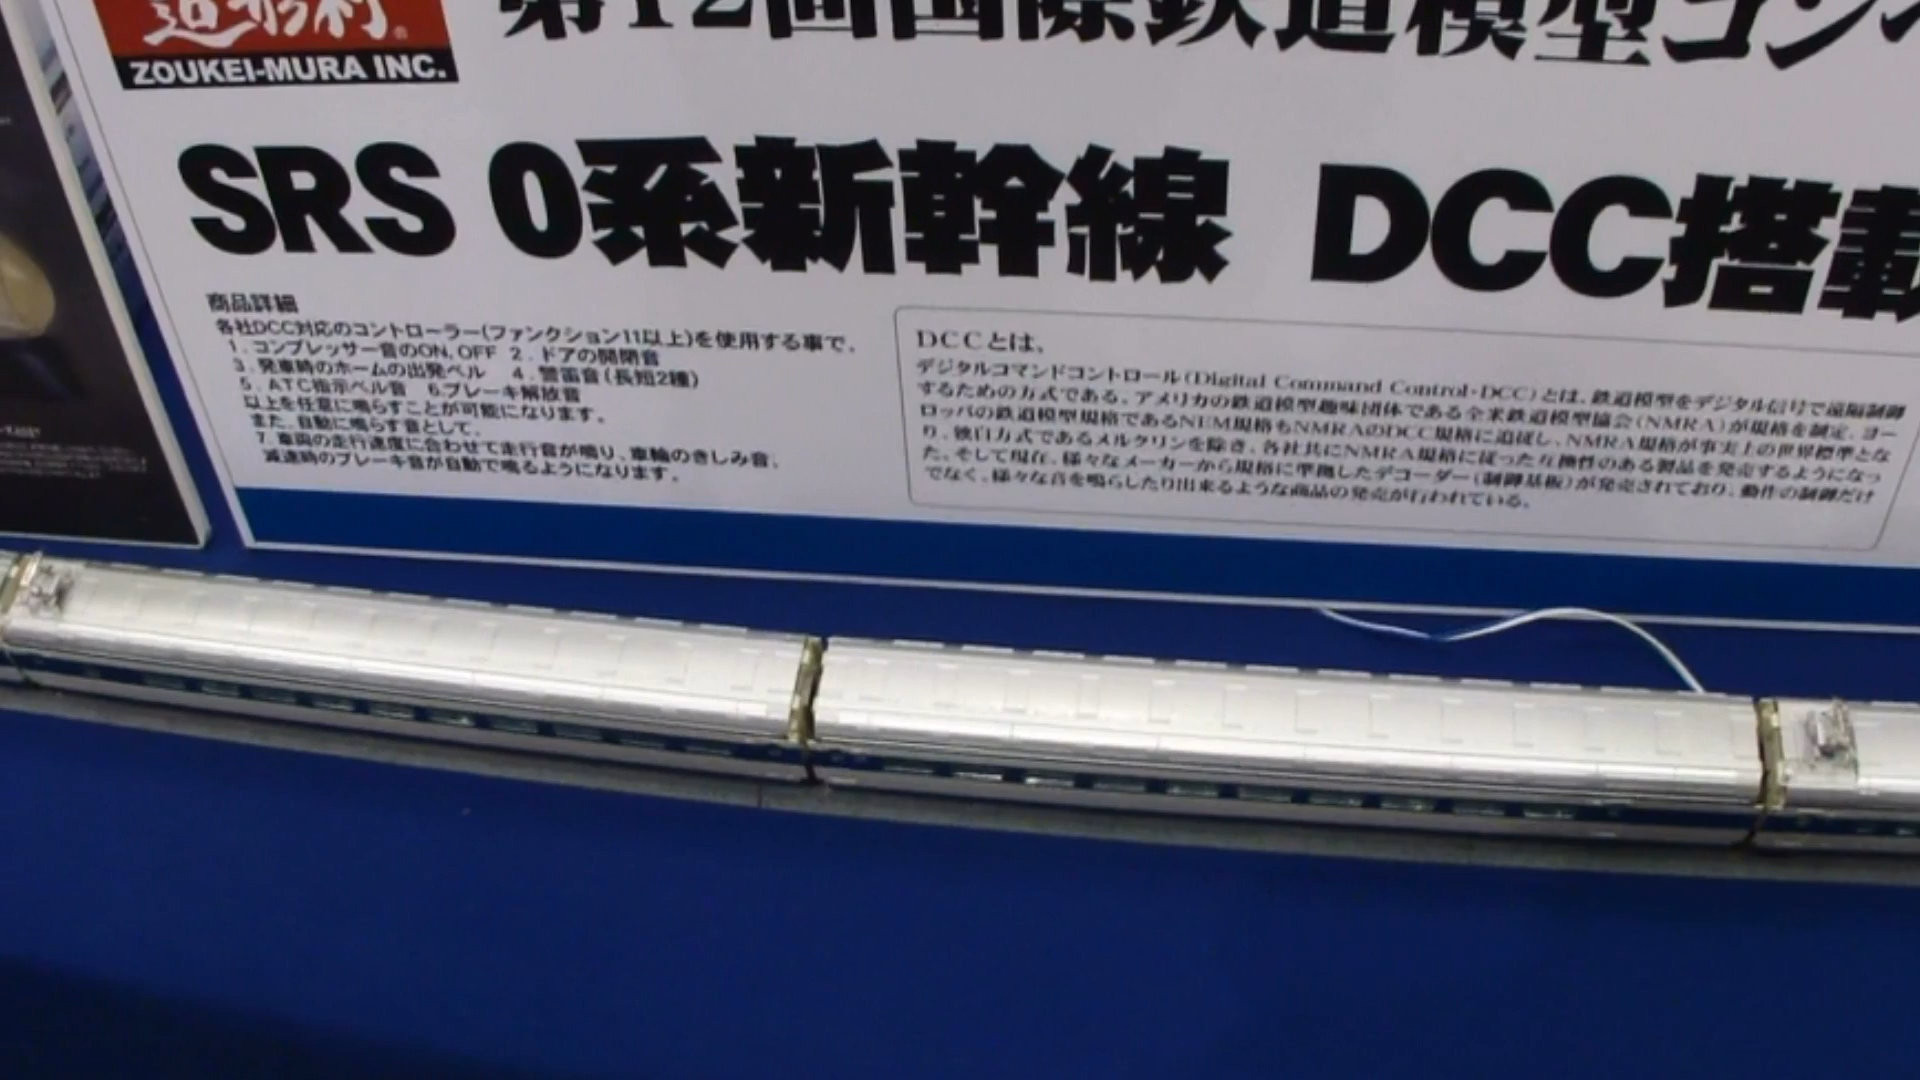 造形村
ZOUKEI-MURA INC.
第12回国際鉄道模型コン
SRS 0系新幹線 DCC搭載
商品詳細
各社DCC対応のコントローラー(ファンクション11以上)を使用する事で、
1. コンプレッサー音のON, OFF 2. ドアの開閉音
3. 発車時のホームの出発ベル 4. 警笛音(長短2種)
5. ATC指示ベル音 6.ブレーキ解放音
以上を任意に鳴らすことが可能になります。
また、自動に鳴らす音として、
7. 車両の走行速度に合わせて走行音が鳴り、車輪のきしみ音、
減速時のブレーキ音が自動で鳴るようになります。
DCCとは、
デジタルコマンドコントロール(Digital Command Control・DCC)とは、鉄道模型をデジタル信号で遠隔制御
するための方式である。アメリカの鉄道模型趣味団体である全米鉄道模型協会(NMRA)が規格を制定、ヨー
ロッパの鉄道模型規格であるNEM規格もNMRAのDCC規格に追従し、NMRA規格が事実上の世界標準とな
り、独自方式であるメルクリンを除き、各社共にNMRA規格に従った互換性のある製品を発売するようになっ
た。そして現在、様々なメーカーから規格に準拠したデコーダー(制御基板)が発売されており、動作の制御だけ
でなく、様々な音を鳴らしたり出来るような商品の発売が行われている。